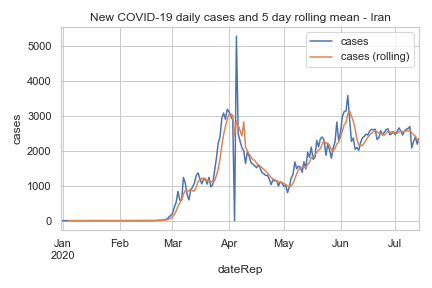 New COVID-19 daily cases and 5 day rolling mean - Iran
cases
cases (rolling)
5000
4000
3000
2000
1000
0
cases
Jan Feb Mar Apr May Jun Jul
2020
dateRep